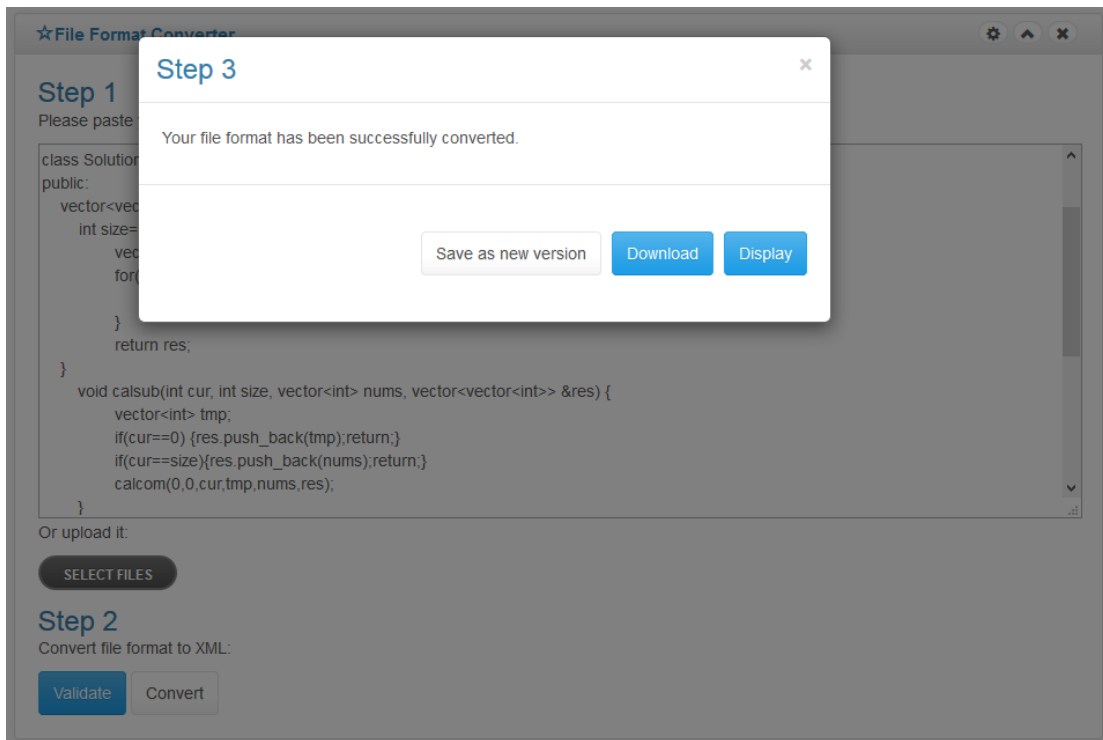 ☆File Format Converter
Step 3
×
Step 1
Please paste
Your file format has been successfully converted.
class Solution
public:
vector<vec
int size=
vec
for(
Save as new version
Download
Display
}
return res;
}
void calsub(int cur, int size, vector<int> nums, vector<vector<int>> &res) {
vector<int> tmp;
if(cur==0) {res.push_back(tmp);return;}
if(cur==size){res.push_back(nums);return;}
calcom(0,0,cur,tmp,nums,res);
}
Or upload it:
SELECT FILES
Step 2
Convert file format to XML:
Validate
Convert